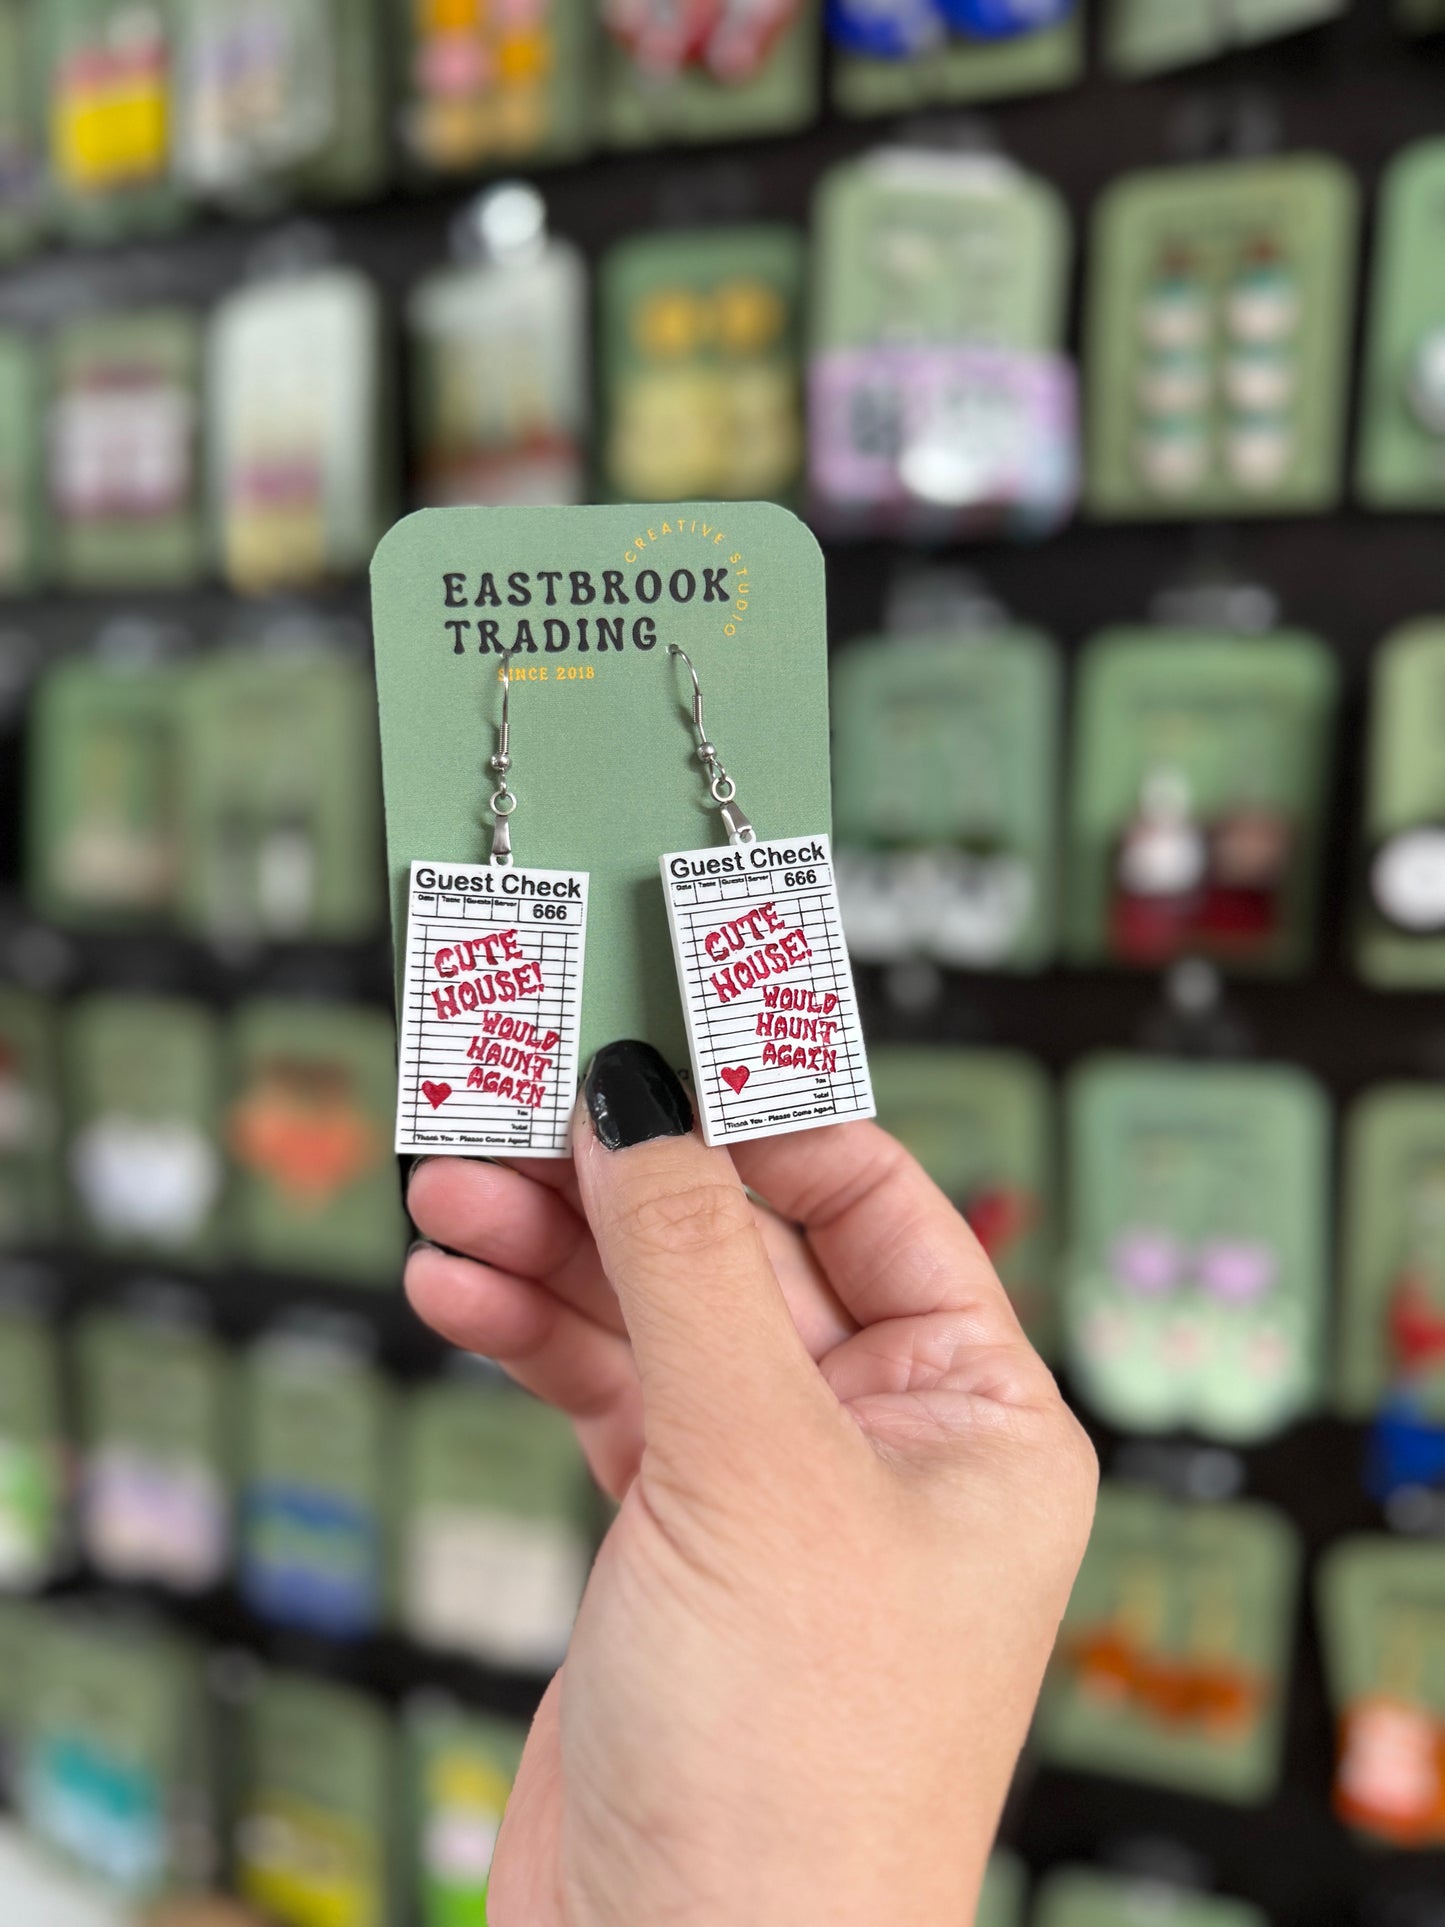 CREATIVE STUDIO
EASTBROOK
TRADING
SINCE 2018
Guest Check
Date Table Guests Server
666
CUTE
HOUSE!
WOULD
HAUNT
AGAIN
Tax
Total
Thank You - Please Come Again
Guest Check
Date Table Guests Server
666
CUTE
HOUSE!
WOULD
HAUNT
AGAIN
Tax
Total
Thank You - Please Come Again